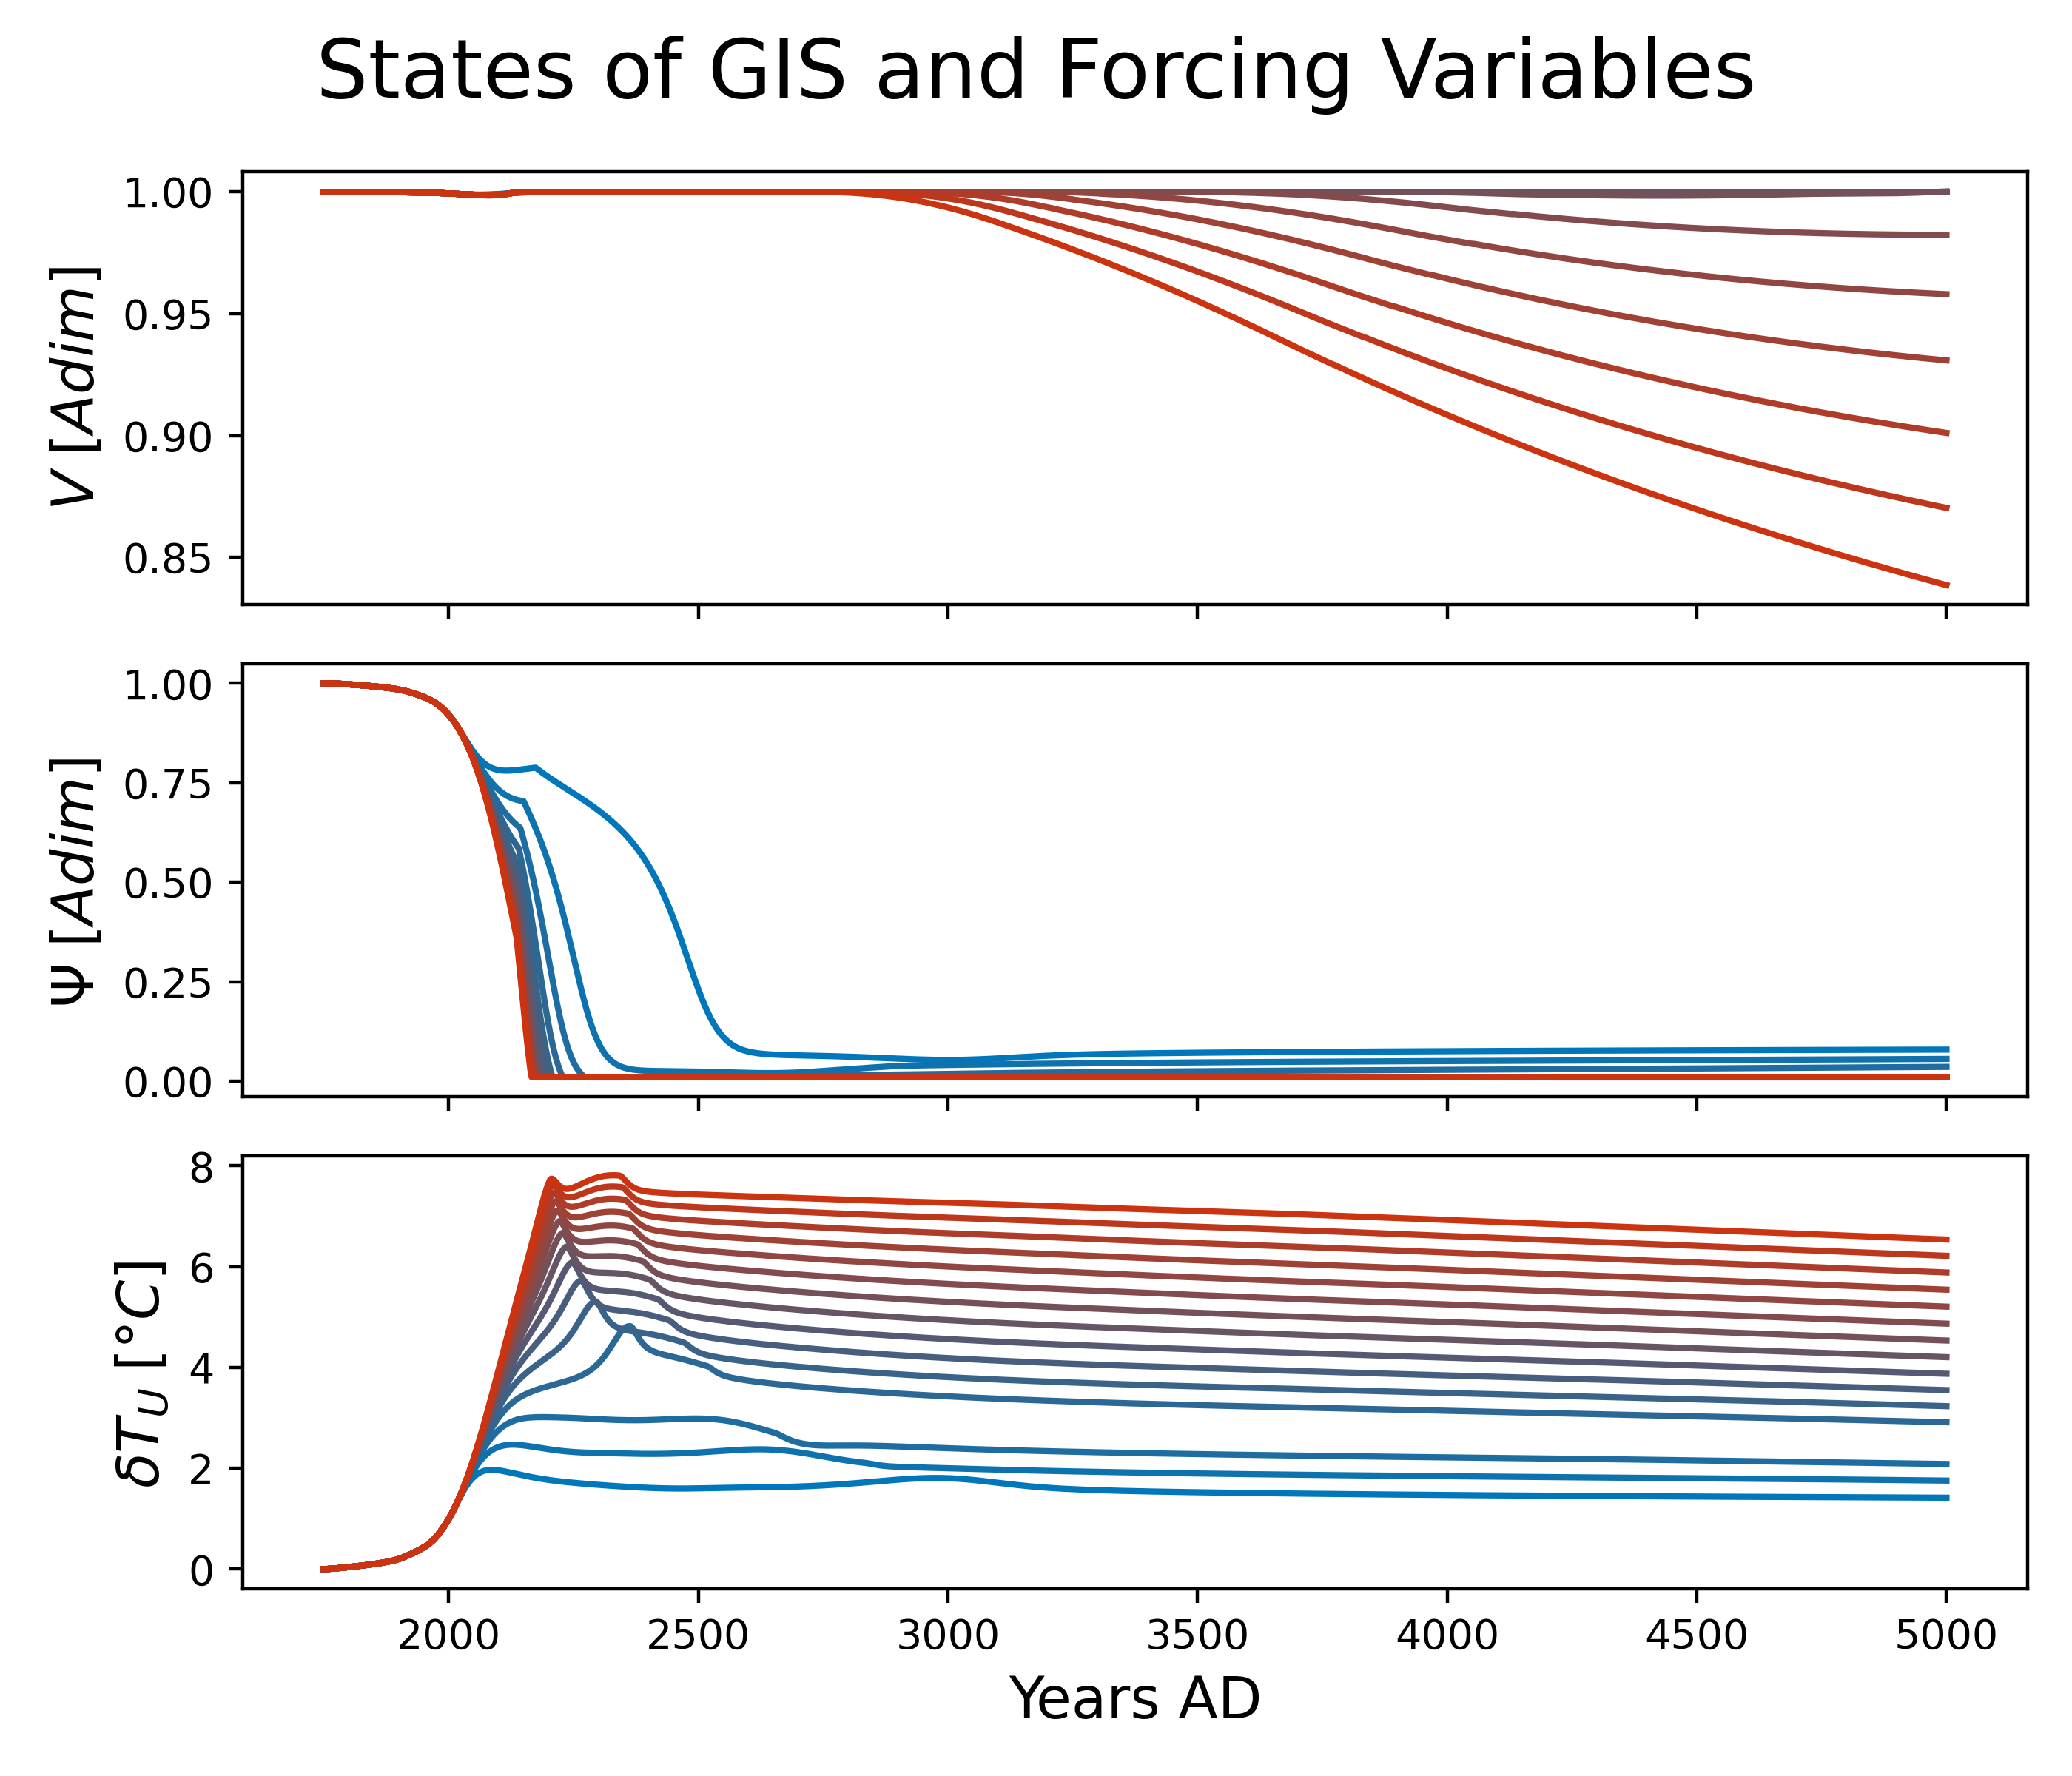 States of GIS and Forcing Variables
V [Adim]
1.00
0.95
0.90
0.85
Ψ [Adim]
1.00
0.75
0.50
0.25
0.00
δT_U [°C]
8
6
4
2
0
2000 2500 3000 3500 4000 4500 5000
Years AD